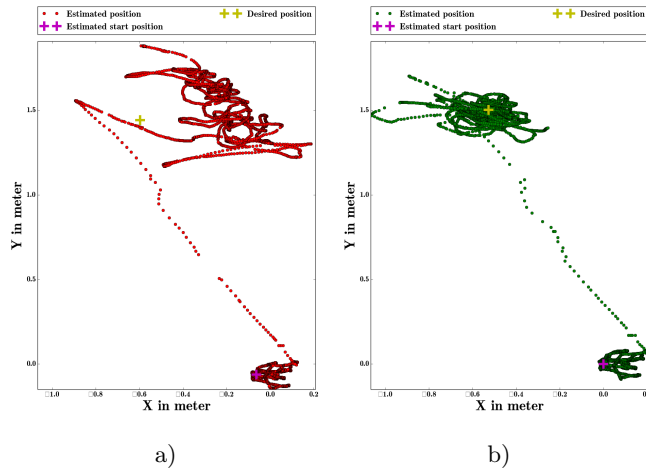 Estimated position
Desired position
Estimated start position
Estimated position
Desired position
Estimated start position
1.5
1.0
0.5
0.0
Y in meter
□1.0 □0.8 □0.6 □0.4 □0.2 0.0 0.2
X in meter
1.5
1.0
0.5
0.0
Y in meter
□1.0 □0.8 □0.6 □0.4 □0.2 0.0
X in meter
a)
b)